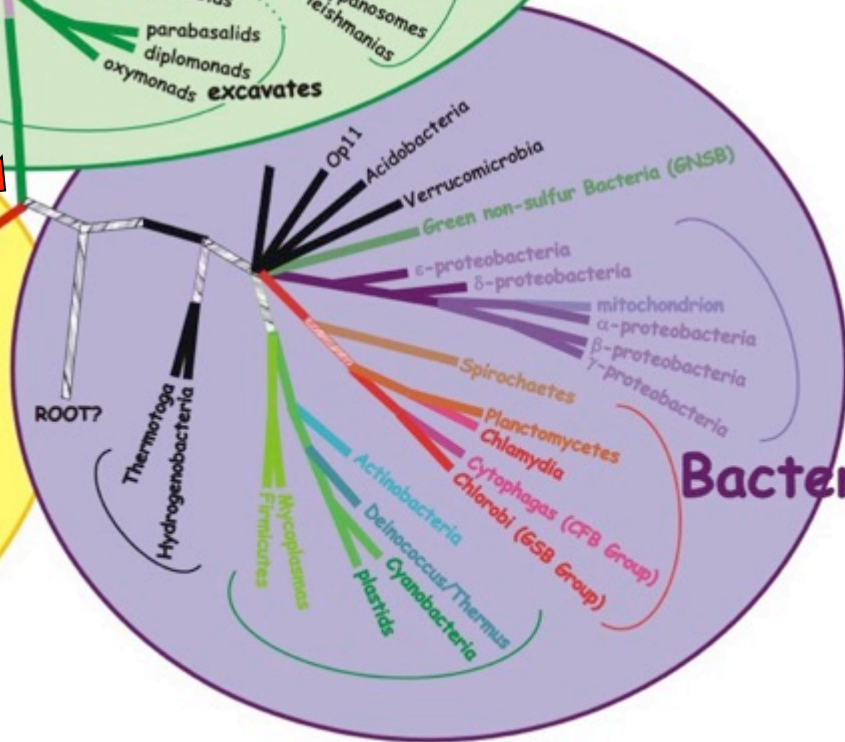 parabasalids
diplomonads
oxymonads
excavates
leishmanias
Op11
Acidobacteria
Verrucomicrobia
Green non-sulfur Bacteria (GNSB)
ε-proteobacteria
δ-proteobacteria
mitochondrion
α-proteobacteria
β-proteobacteria
γ-proteobacteria
Spirochaetes
Planctomycetes
Chlamydia
Cytophagas (CFB Group)
Chlorobi (GSB Group)
Bacter
ROOT?
Thermotoga
Hydrogenobacteria
Firmicutes
Mycoplasmas
Actinobacteria
Deinococcus/Thermus
Cyanobacteria
plastids